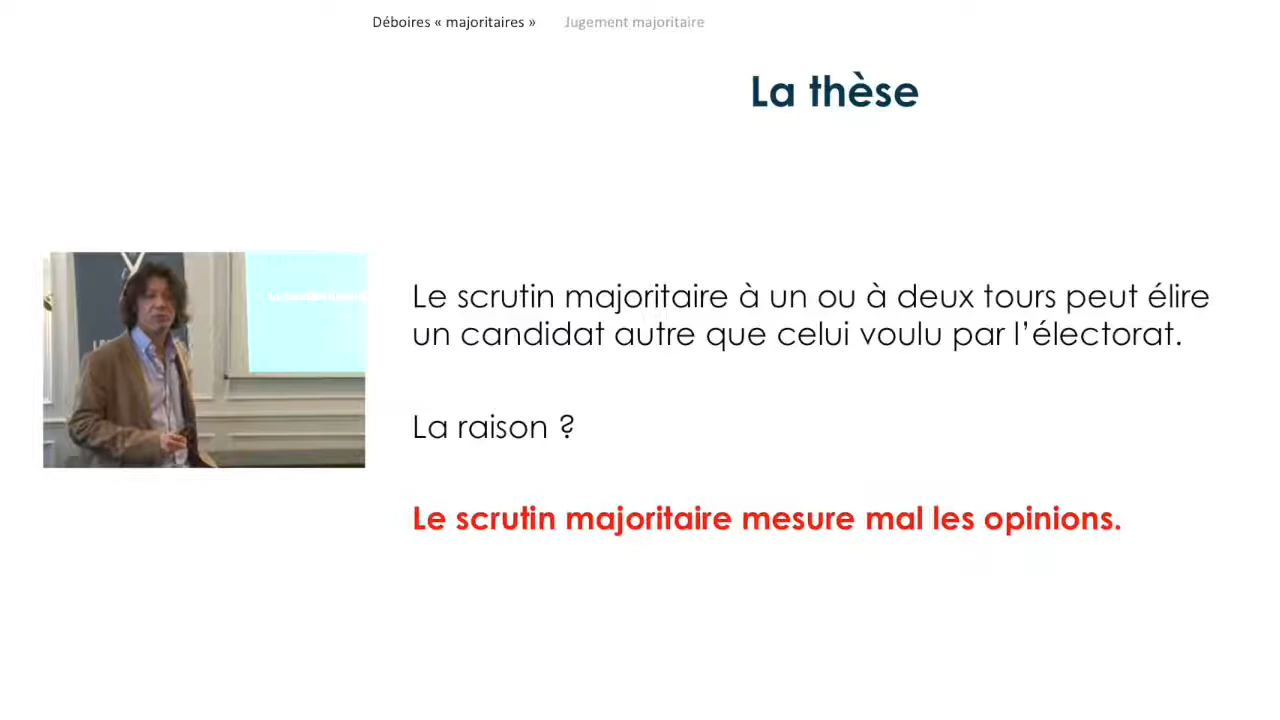 Déboires « majoritaires » Jugement majoritaire
La thèse
Le scrutin majoritaire à un ou à deux tours peut élire
un candidat autre que celui voulu par l'électorat.
La raison ?
Le scrutin majoritaire mesure mal les opinions.